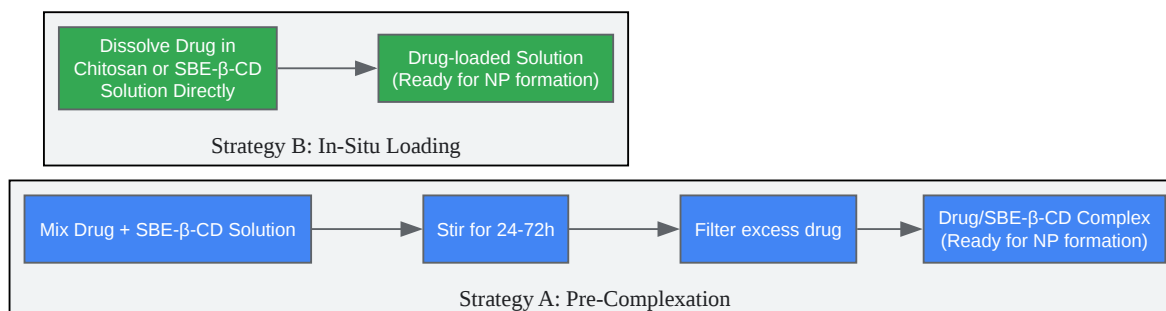 Dissolve Drug in
Chitosan or SBE-β-CD
Solution Directly
Drug-loaded Solution
(Ready for NP formation)
Strategy B: In-Situ Loading
Mix Drug + SBE-β-CD Solution
Stir for 24-72h
Filter excess drug
Drug/SBE-β-CD Complex
(Ready for NP formation)
Strategy A: Pre-Complexation